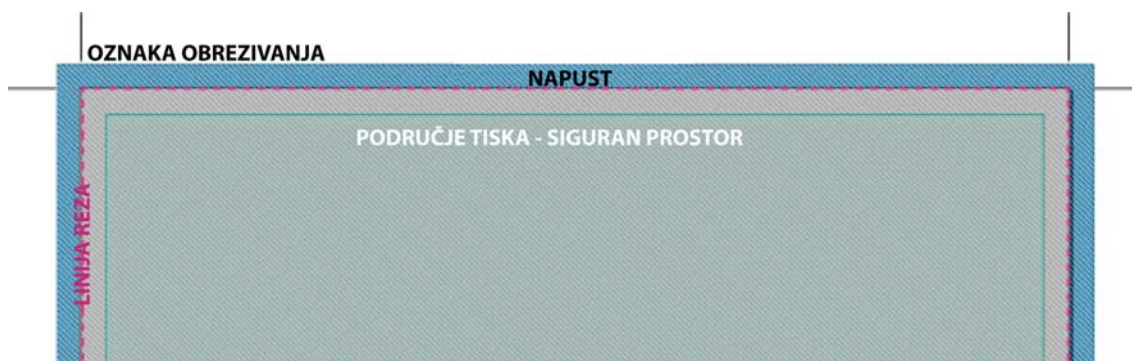 OZNAKA OBREZIVANJA
NAPUST
PODRUČJE TISKA - SIGURAN PROSTOR
LINIJA REZA